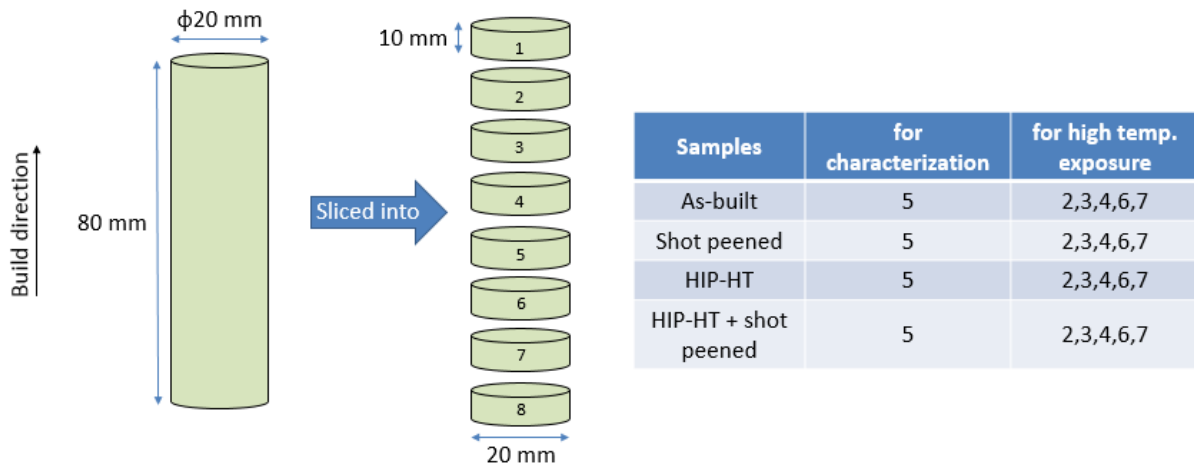 ϕ20 mm
Build direction
80 mm
Sliced into
10 mm
1
2
3
4
5
6
7
8
20 mm
Samples for characterization for high temp. exposure
As-built 5 2,3,4,6,7
Shot peened 5 2,3,4,6,7
HIP-HT 5 2,3,4,6,7
HIP-HT + shot peened 5 2,3,4,6,7